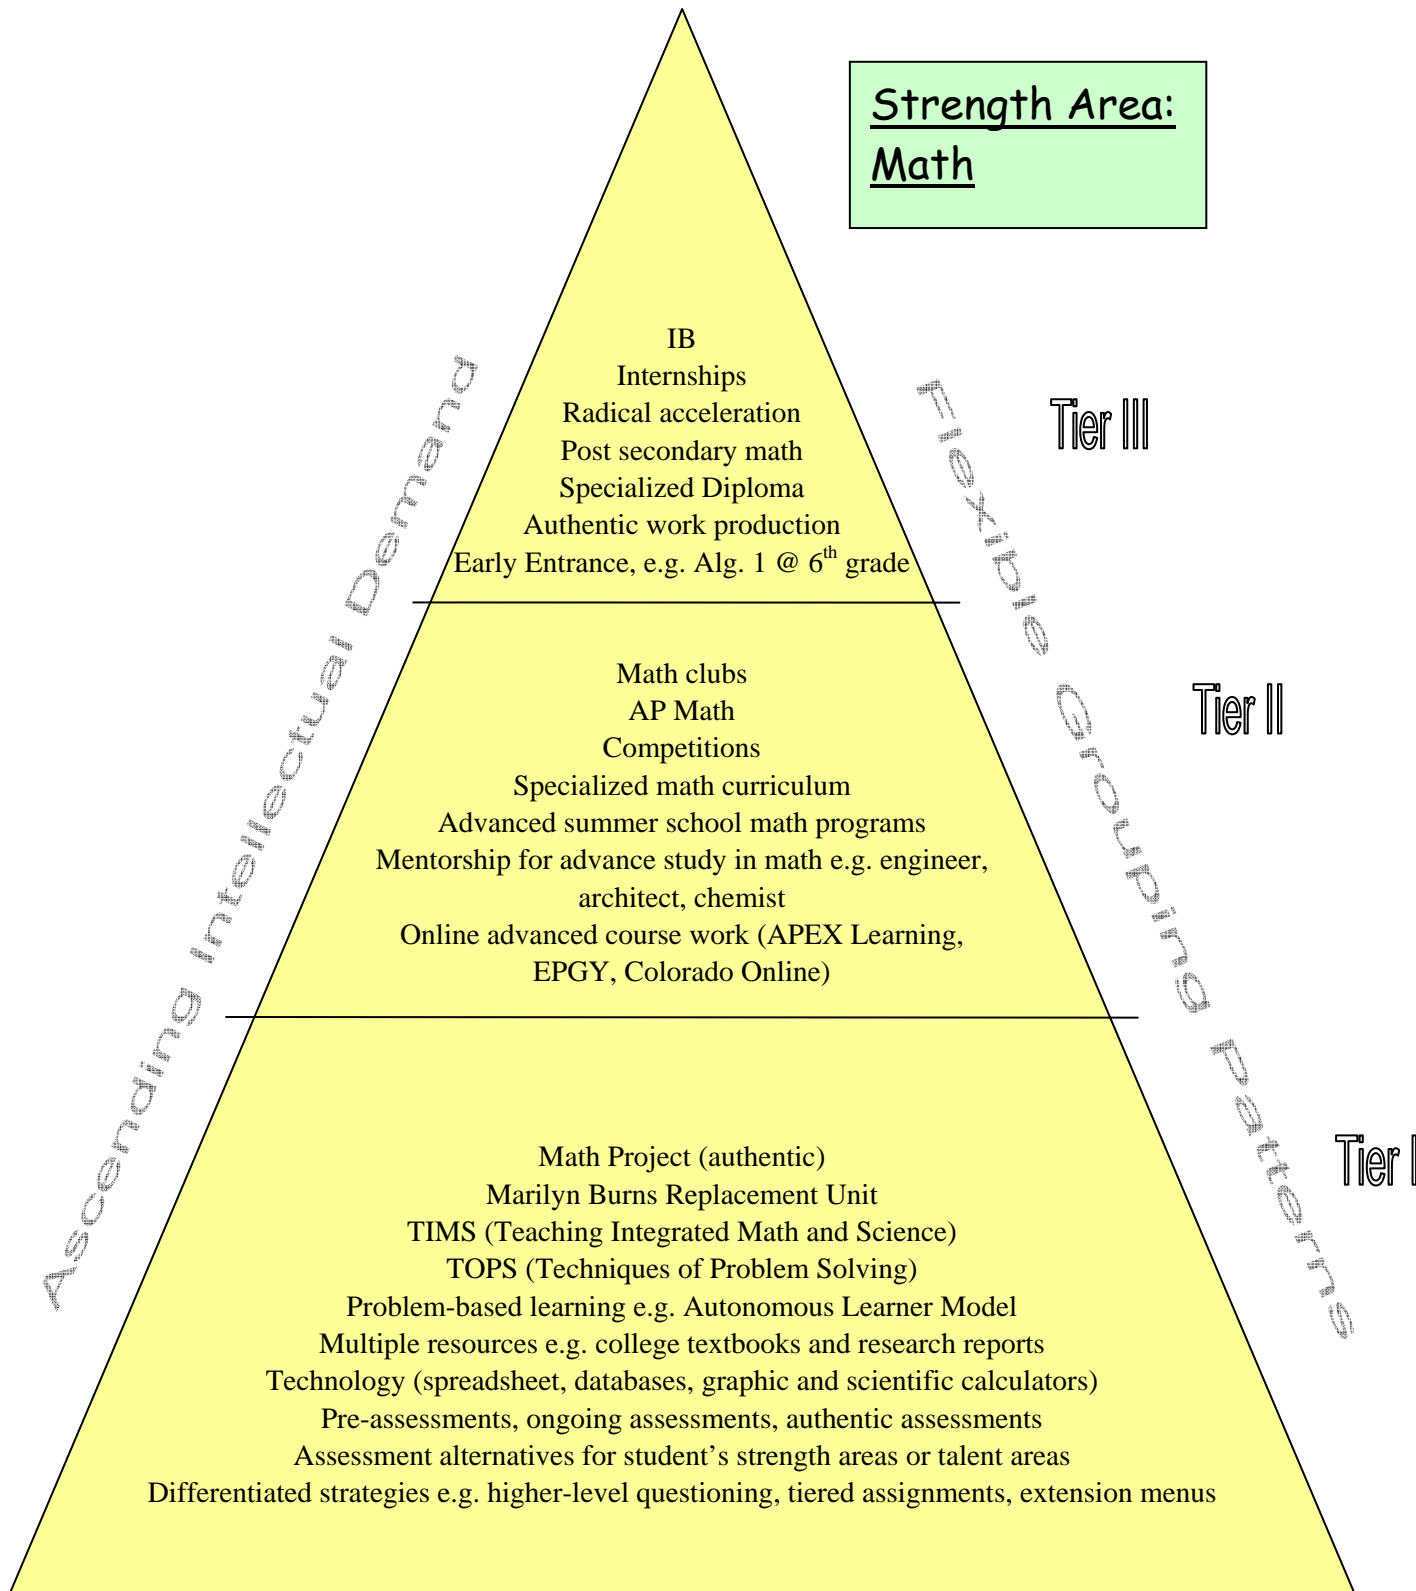 Strength Area:
Math
IB
Internships
Radical acceleration
Post secondary math
Specialized Diploma
Authentic work production
Early Entrance, e.g. Alg. 1 @ 6th grade
Tier III
Ascending Intellectual Demand
Flexible Grouping Patterns
Math clubs
AP Math
Competitions
Specialized math curriculum
Advanced summer school math programs
Mentorship for advance study in math e.g. engineer,
architect, chemist
Online advanced course work (APEX Learning,
EPGY, Colorado Online)
Tier II
Math Project (authentic)
Marilyn Burns Replacement Unit
TIMS (Teaching Integrated Math and Science)
TOPS (Techniques of Problem Solving)
Problem-based learning e.g. Autonomous Learner Model
Multiple resources e.g. college textbooks and research reports
Technology (spreadsheet, databases, graphic and scientific calculators)
Pre-assessments, ongoing assessments, authentic assessments
Assessment alternatives for student’s strength areas or talent areas
Differentiated strategies e.g. higher-level questioning, tiered assignments, extension menus
Tier I